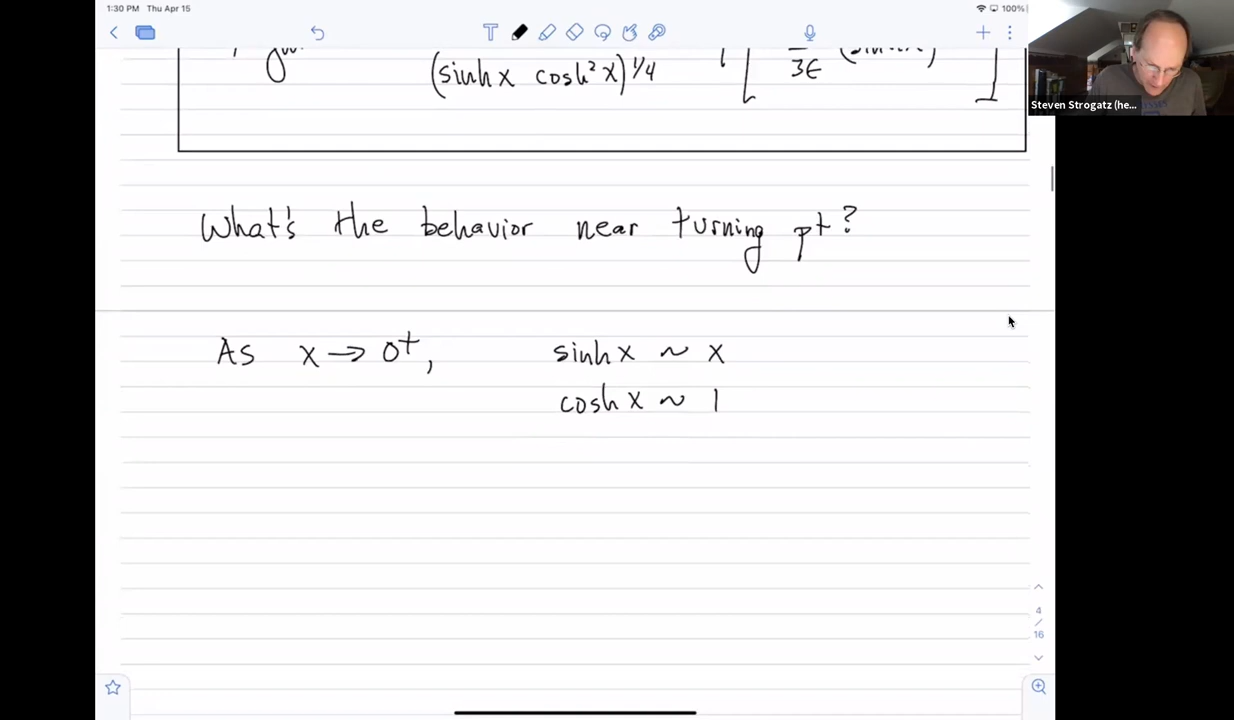 1:30 PM Thu Apr 15
100%
Steven Strogatz (he...
(sinh x cosh² x)^1/4
3ε
What's the behavior near turning pt?
As x → 0⁺, sinh x ~ x
cosh x ~ 1
4
/
16